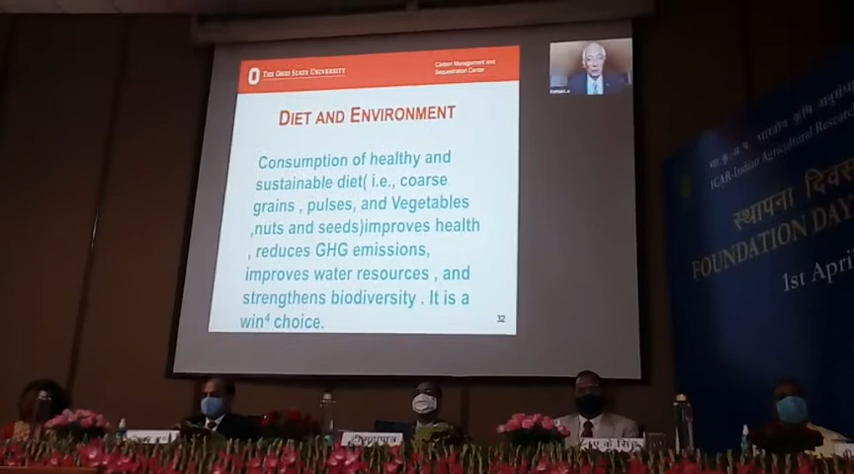 THE OHIO STATE UNIVERSITY
Carbon Management and
Sequestration Center
DIET AND ENVIRONMENT
Consumption of healthy and
sustainable diet( i.e., coarse
grains , pulses, and Vegetables
,nuts and seeds)improves health
, reduces GHG emissions,
improves water resources , and
strengthens biodiversity . It is a
win⁴ choice.
32
भा.कृ.अ.प. - भारतीय कृषि अनुसंधा
ICAR-Indian Agricultural Research
स्थापना दिवस
FOUNDATION DAY
1st April
ए.के. सिंह